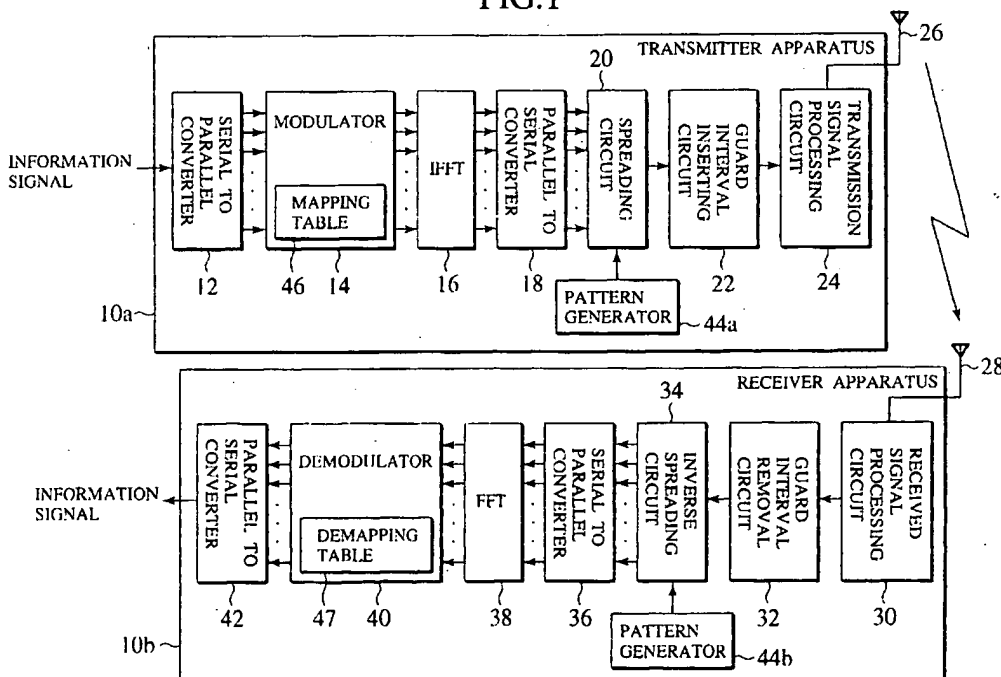 FIG.1
TRANSMITTER APPARATUS
26
20
INFORMATION
SIGNAL
SERIAL TO
PARALLEL
CONVERTER
MODULATOR
MAPPING
TABLE
IFFT
PARALLEL TO
SERIAL
CONVERTER
SPREADING
CIRCUIT
GUARD
INTERVAL
INSERTING
CIRCUIT
TRANSMISSION
SIGNAL
PROCESSING
CIRCUIT
12
46
14
16
18
22
24
PATTERN
GENERATOR
44a
10a
RECEIVER APPARATUS
28
34
INFORMATION
SIGNAL
PARALLEL TO
SERIAL
CONVERTER
DEMODULATOR
DEMAPPING
TABLE
FFT
SERIAL TO
PARALLEL
CONVERTER
INVERSE
SPREADING
CIRCUIT
GUARD
INTERVAL
REMOVAL
CIRCUIT
RECEIVED
SIGNAL
PROCESSING
CIRCUIT
42
47
40
38
36
32
30
PATTERN
GENERATOR
44b
10b